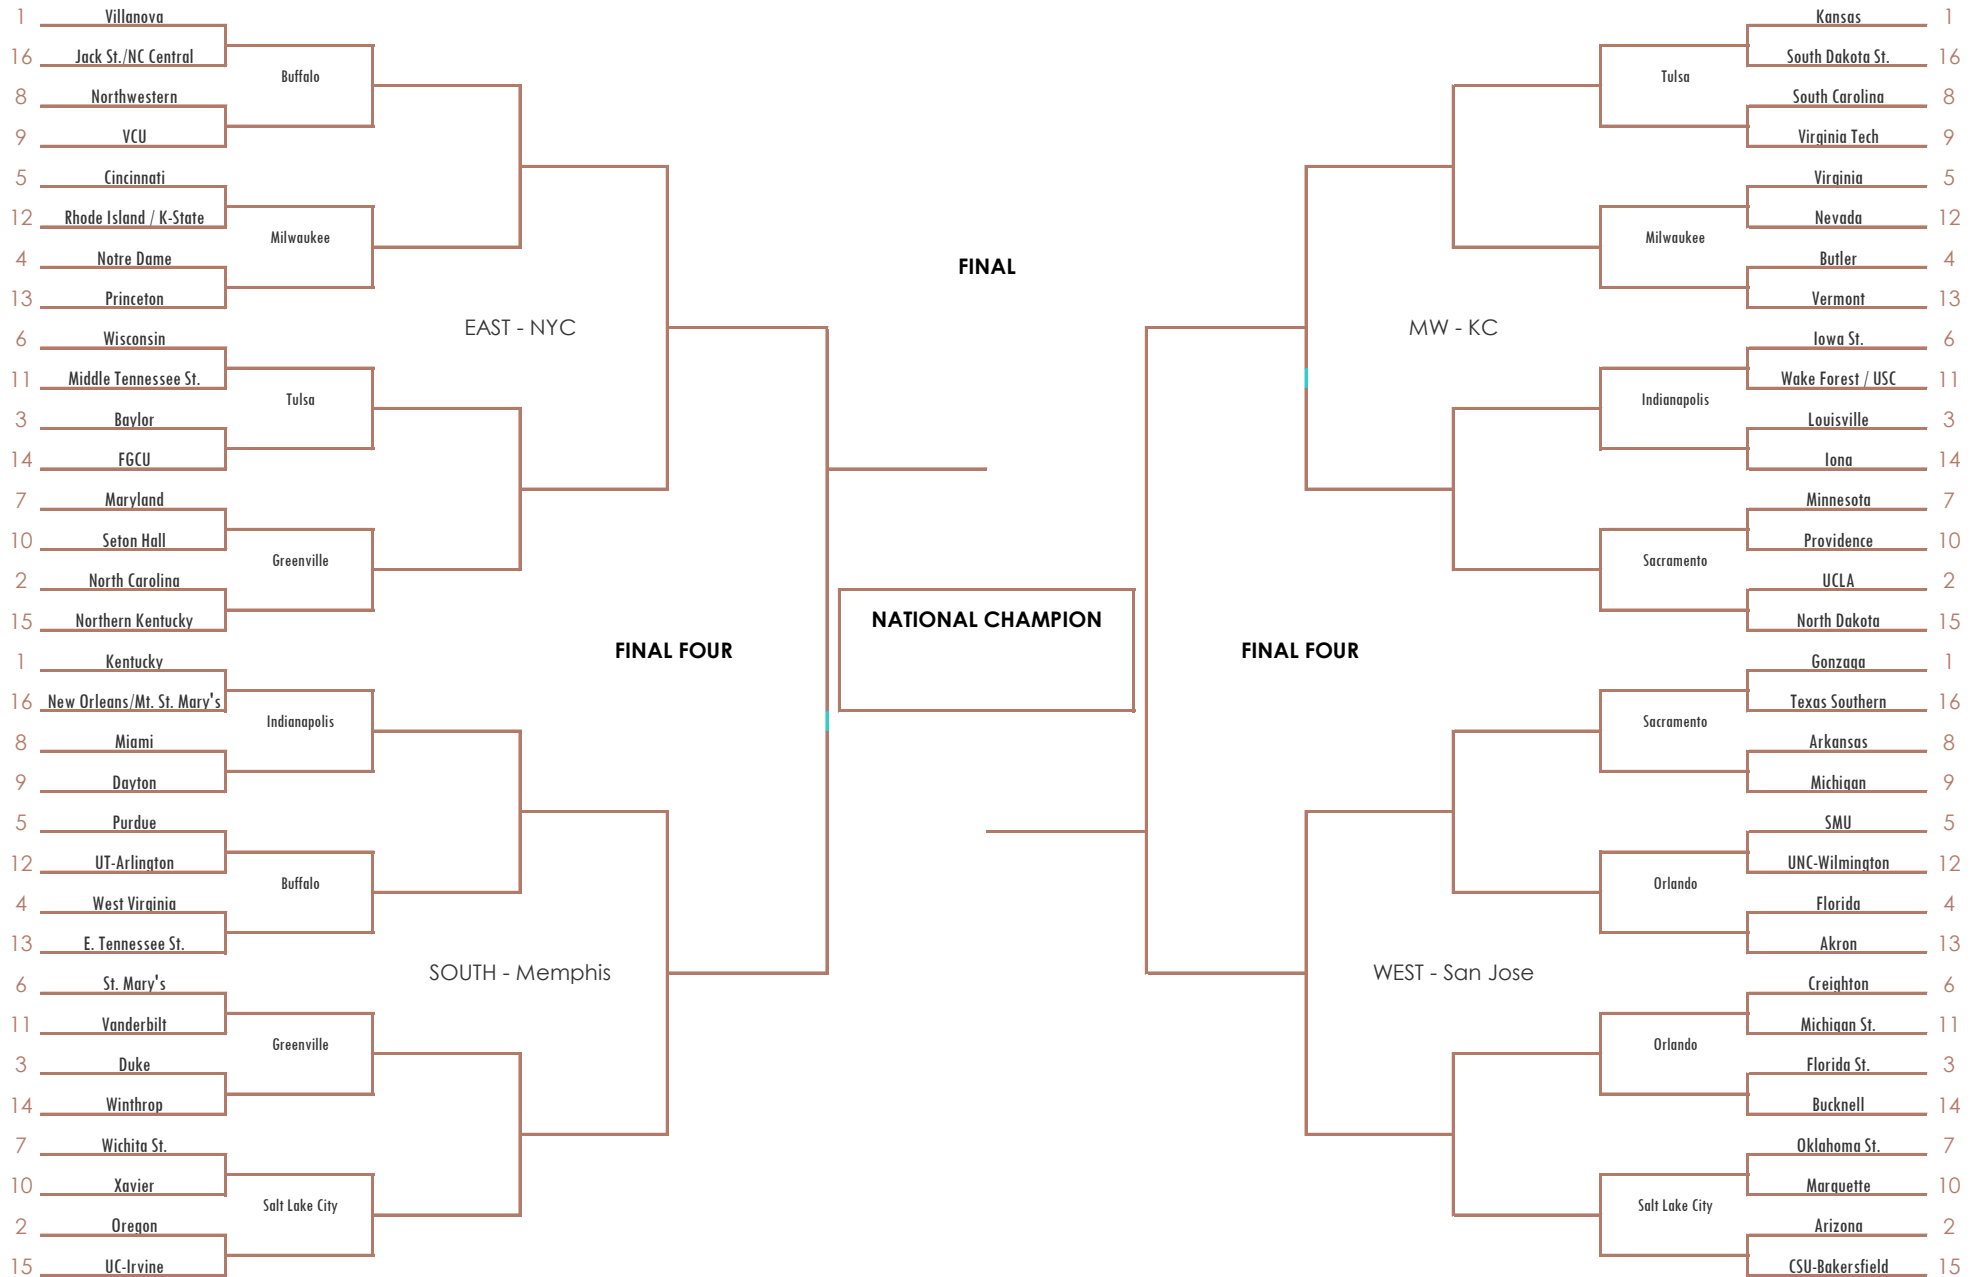 1 Villanova
16 Jack St./NC Central
Buffalo
8 Northwestern
9 VCU
5 Cincinnati
12 Rhode Island / K-State
Milwaukee
4 Notre Dame
13 Princeton
EAST - NYC
6 Wisconsin
11 Middle Tennessee St.
Tulsa
3 Baylor
14 FGCU
7 Maryland
10 Seton Hall
Greenville
2 North Carolina
15 Northern Kentucky
FINAL FOUR
1 Kentucky
16 New Orleans/Mt. St. Mary's
Indianapolis
8 Miami
9 Dayton
5 Purdue
12 UT-Arlington
Buffalo
4 West Virginia
13 E. Tennessee St.
SOUTH - Memphis
6 St. Mary's
11 Vanderbilt
Greenville
3 Duke
14 Winthrop
7 Wichita St.
10 Xavier
Salt Lake City
2 Oregon
15 UC-Irvine
FINAL
NATIONAL CHAMPION
Kansas 1
South Dakota St. 16
Tulsa
South Carolina 8
Virginia Tech 9
Virginia 5
Nevada 12
Milwaukee
Butler 4
Vermont 13
MW - KC
Iowa St. 6
Wake Forest / USC 11
Indianapolis
Louisville 3
Iona 14
Minnesota 7
Providence 10
Sacramento
UCLA 2
North Dakota 15
FINAL FOUR
Gonzaga 1
Texas Southern 16
Sacramento
Arkansas 8
Michigan 9
SMU 5
UNC-Wilmington 12
Orlando
Florida 4
Akron 13
WEST - San Jose
Creighton 6
Michigan St. 11
Orlando
Florida St. 3
Bucknell 14
Oklahoma St. 7
Marquette 10
Salt Lake City
Arizona 2
CSU-Bakersfield 15